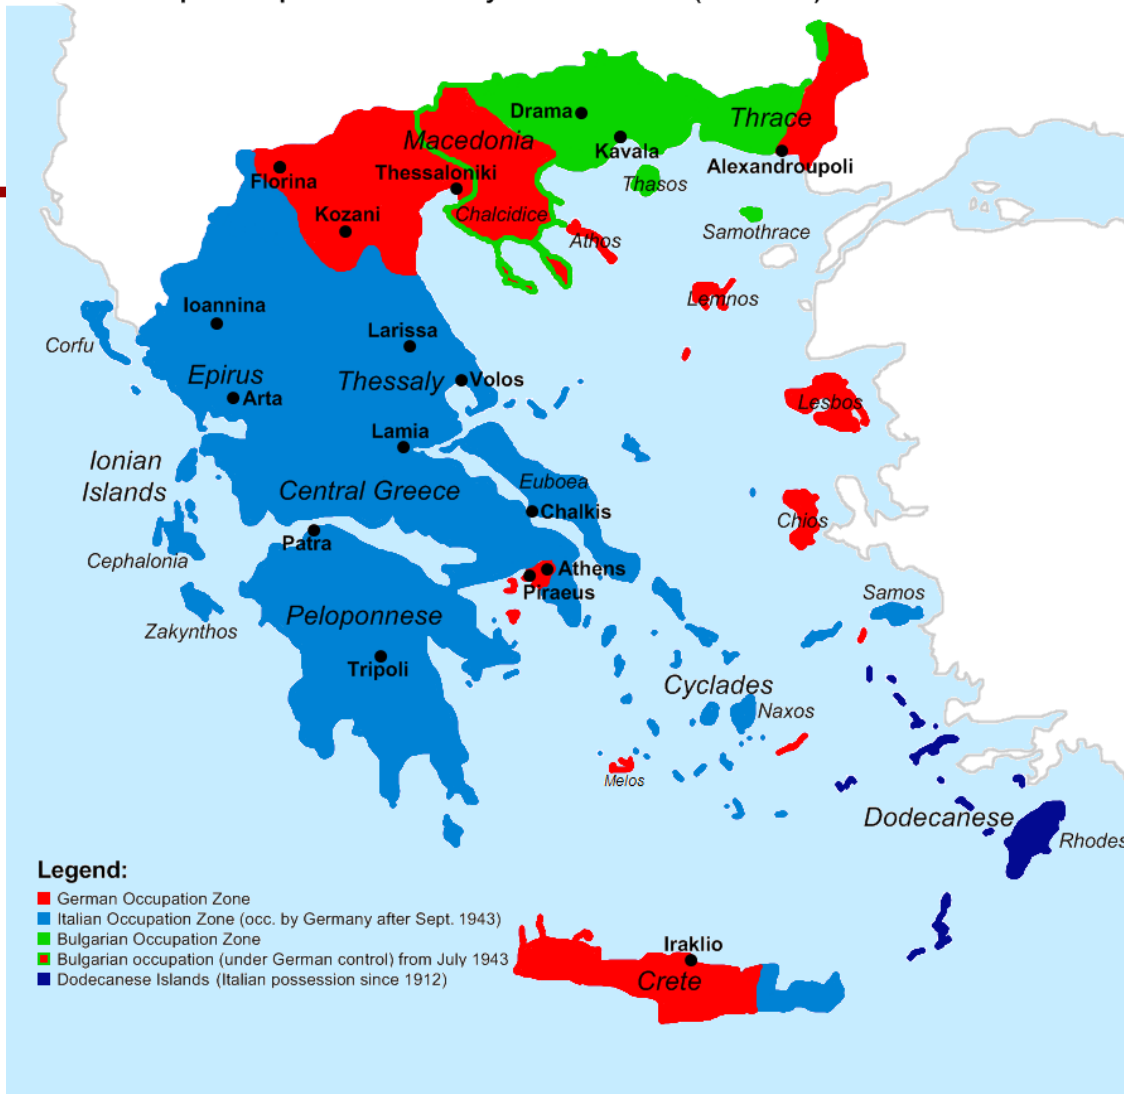 Drama
Thrace
Macedonia
Kavala
Alexandroupoli
Thessaloniki
Florina
Thasos
Kozani
Chalcidice
Athos
Samothrace
Lemnos
Ioannina
Larissa
Corfu
Epirus
Thessaly
Volos
Arta
Lesbos
Lamia
Ionian
Islands
Central Greece
Euboea
Chalkis
Chios
Patra
Cephalonia
Athens
Piraeus
Samos
Peloponnese
Zakynthos
Tripoli
Cyclades
Naxos
Melos
Dodecanese
Rhodes
Legend:
German Occupation Zone
Italian Occupation Zone (occ. by Germany after Sept. 1943)
Bulgarian Occupation Zone
Bulgarian occupation (under German control) from July 1943
Dodecanese Islands (Italian possession since 1912)
Iraklio
Crete